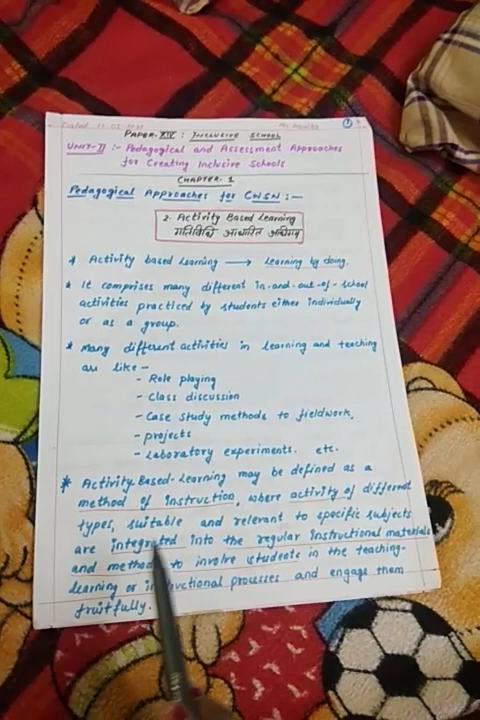 PAPER-XIV : INCLUSIVE SCHOOL
UNIT-II :- Pedagogical and Assessment Approaches
for Creating Inclusive Schools
CHAPTER-1
Pedagogical Approaches for CWSN :-
2. Activity Based Learning
गतिविधि आधारित अधिगम
* Activity based Learning → Learning by doing.
* It comprises many different in-and-out-of-school
activities practiced by students either individually
or as a group.
* Many different activities in learning and teaching
are like -
- Role playing
- Class discussion
- Case study methods to fieldwork,
- projects
- Laboratory experiments. etc.
* Activity-Based-Learning may be defined as a
method of instruction, where activity of different
types, suitable and relevant to specific subjects
are integrated into the regular instructional materials
and methods to involve students in the teaching-
learning or instructional processes and engage them
fruitfully.